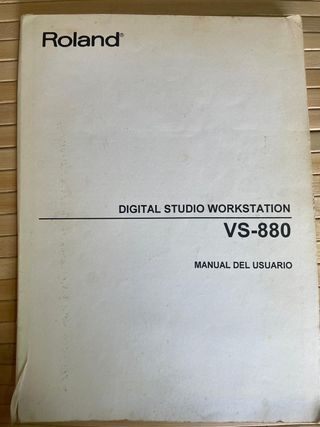 Roland®
DIGITAL STUDIO WORKSTATION
VS-880
MANUAL DEL USUARIO